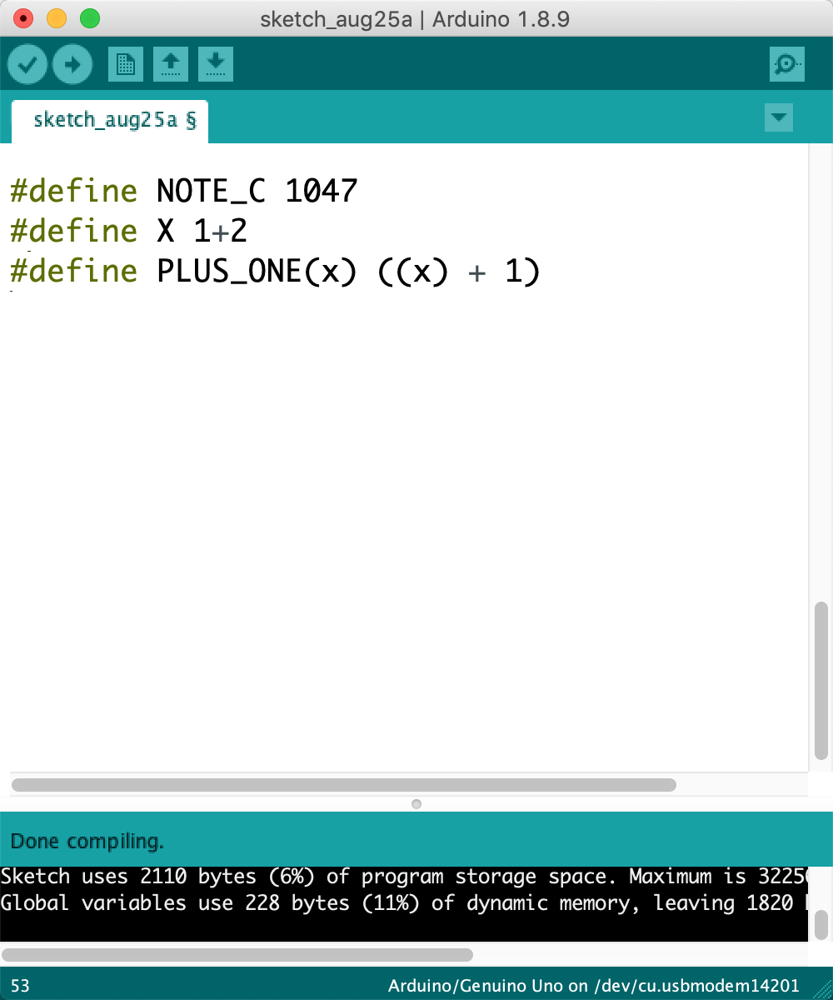 sketch_aug25a | Arduino 1.8.9
sketch_aug25a §
#define NOTE_C 1047
#define X 1+2
#define PLUS_ONE(x) ((x) + 1)
Done compiling.
Sketch uses 2110 bytes (6%) of program storage space. Maximum is 3225
Global variables use 228 bytes (11%) of dynamic memory, leaving 1820
53
Arduino/Genuino Uno on /dev/cu.usbmodem14201